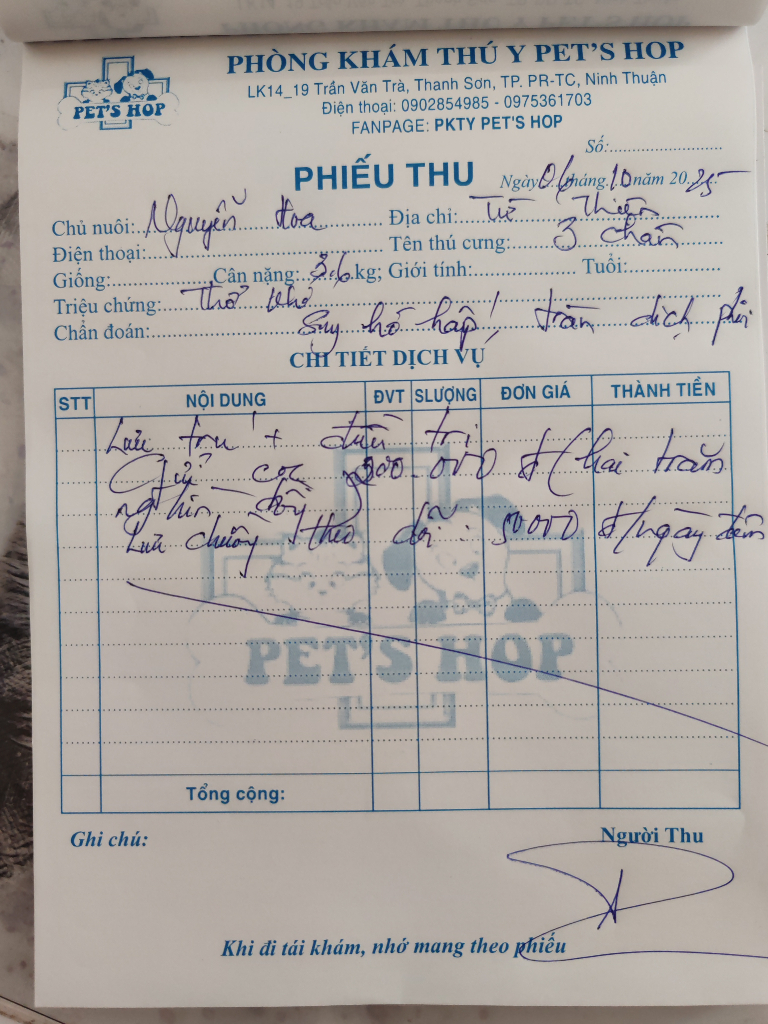 PHÒNG KHÁM THÚ Y PET'S HOP
PET'S HOP
LK14_19 Trần Văn Trà, Thanh Sơn, TP. PR-TC, Ninh Thuận
Điện thoại: 0902854985 - 0975361703
FANPAGE: PKTY PET'S HOP
Số:
PHIẾU THU
Ngày 06 tháng 10 năm 2025
Chủ nuôi: Nguyễn Hoa Địa chỉ: Từ Thiện
Điện thoại: Tên thú cưng: 3 chân
Giống: Cân nặng: 3.6 kg; Giới tính: Tuổi:
Triệu chứng: Thở khó
Chẩn đoán: Suy hô hấp! tràn dịch phổi
CHI TIẾT DỊCH VỤ
STT NỘI DUNG ĐVT SLƯỢNG ĐƠN GIÁ THÀNH TIỀN
Lưu trú + điều trị
Gửi cọc 200.000 đ (hai trăm
nghìn đồng)
Lưu chuồng theo dõi: 50000 đ/ngày đêm
PET'S HOP
Tổng cộng:
Ghi chú: Người Thu
Khi đi tái khám, nhớ mang theo phiếu